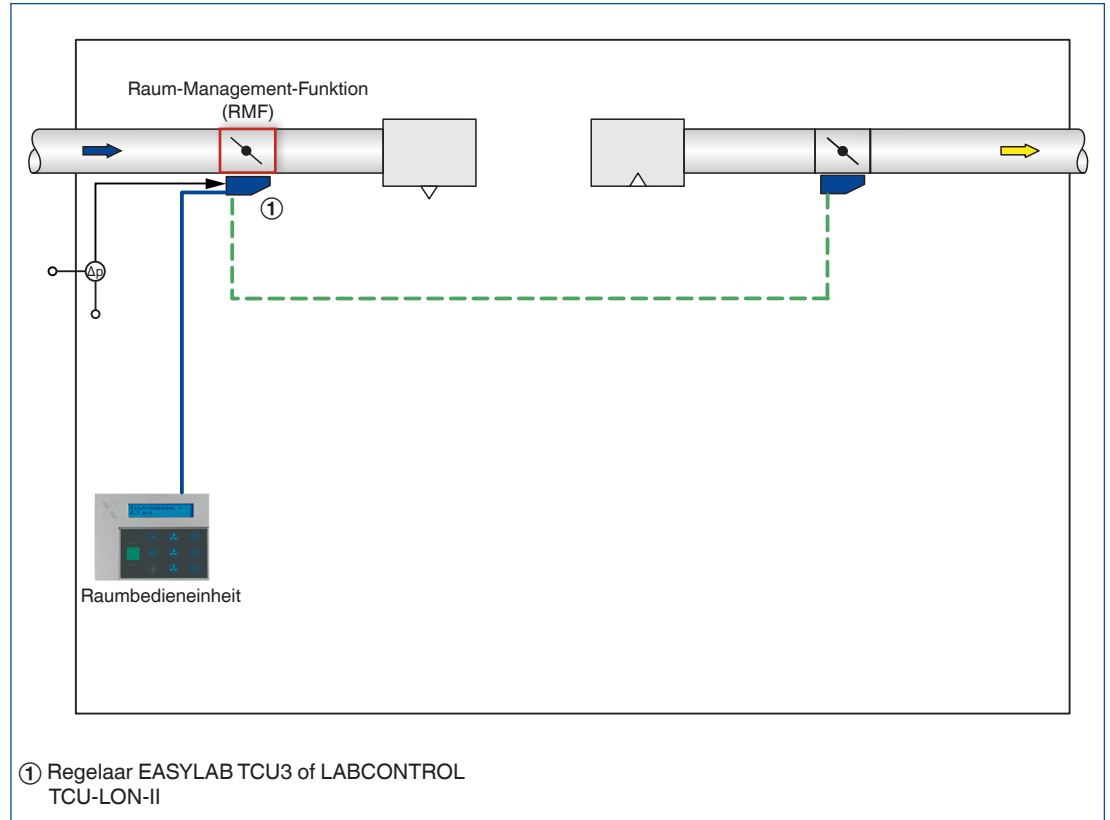 Raum-Management-Funktion
(RMF)
①
Δp
Raumbedieneinheit
① Regelaar EASYLAB TCU3 of LABCONTROL
TCU-LON-II